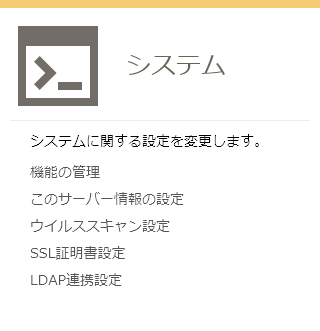 システム
システムに関する設定を変更します。
機能の管理
このサーバー情報の設定
ウイルススキャン設定
SSL証明書設定
LDAP連携設定